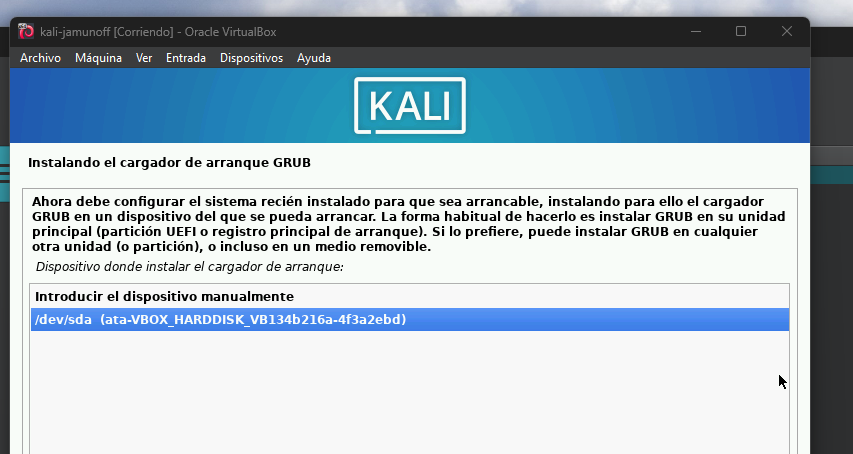 kali-jamunoff [Corriendo] - Oracle VirtualBox
Archivo Máquina Ver Entrada Dispositivos Ayuda
KALI
Instalando el cargador de arranque GRUB
Ahora debe configurar el sistema recién instalado para que sea arrancable, instalando para ello el cargador
GRUB en un dispositivo del que se pueda arrancar. La forma habitual de hacerlo es instalar GRUB en su unidad
principal (partición UEFI o registro principal de arranque). Si lo prefiere, puede instalar GRUB en cualquier
otra unidad (o partición), o incluso en un medio removible.
Dispositivo donde instalar el cargador de arranque:
Introducir el dispositivo manualmente
/dev/sda (ata-VBOX_HARDDISK_VB134b216a-4f3a2ebd)